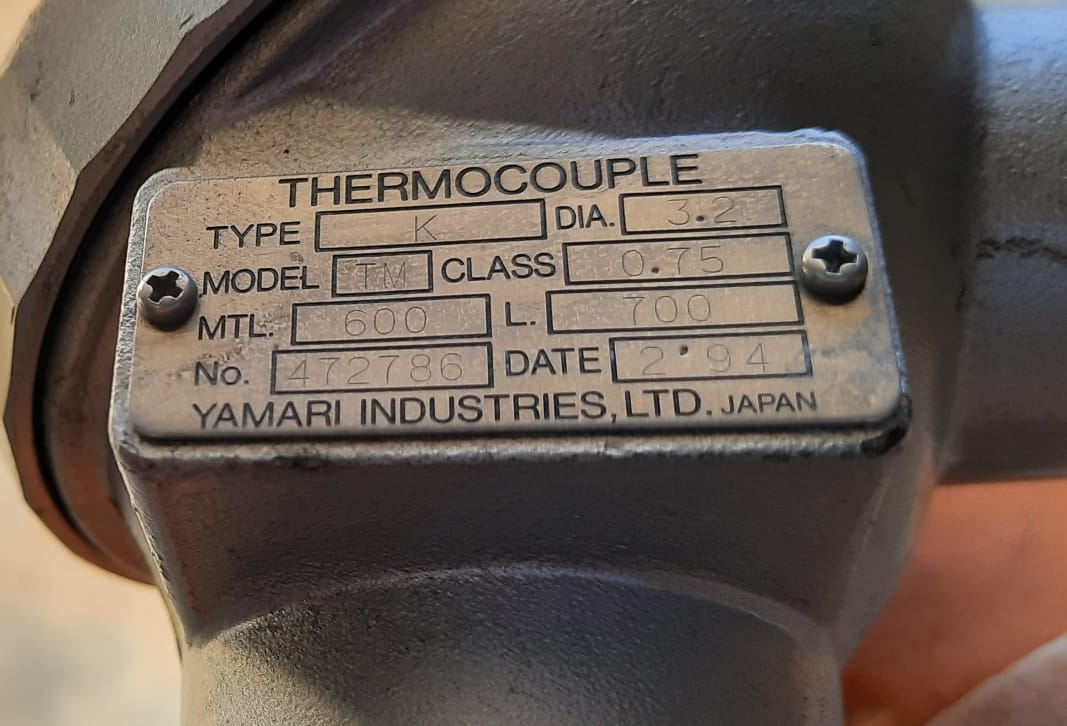 THERMOCOUPLE
TYPE K DIA. 3.2
MODEL TM CLASS 0.75
MTL. 600 L. 700
No. 472786 DATE 2'94
YAMARI INDUSTRIES, LTD. JAPAN